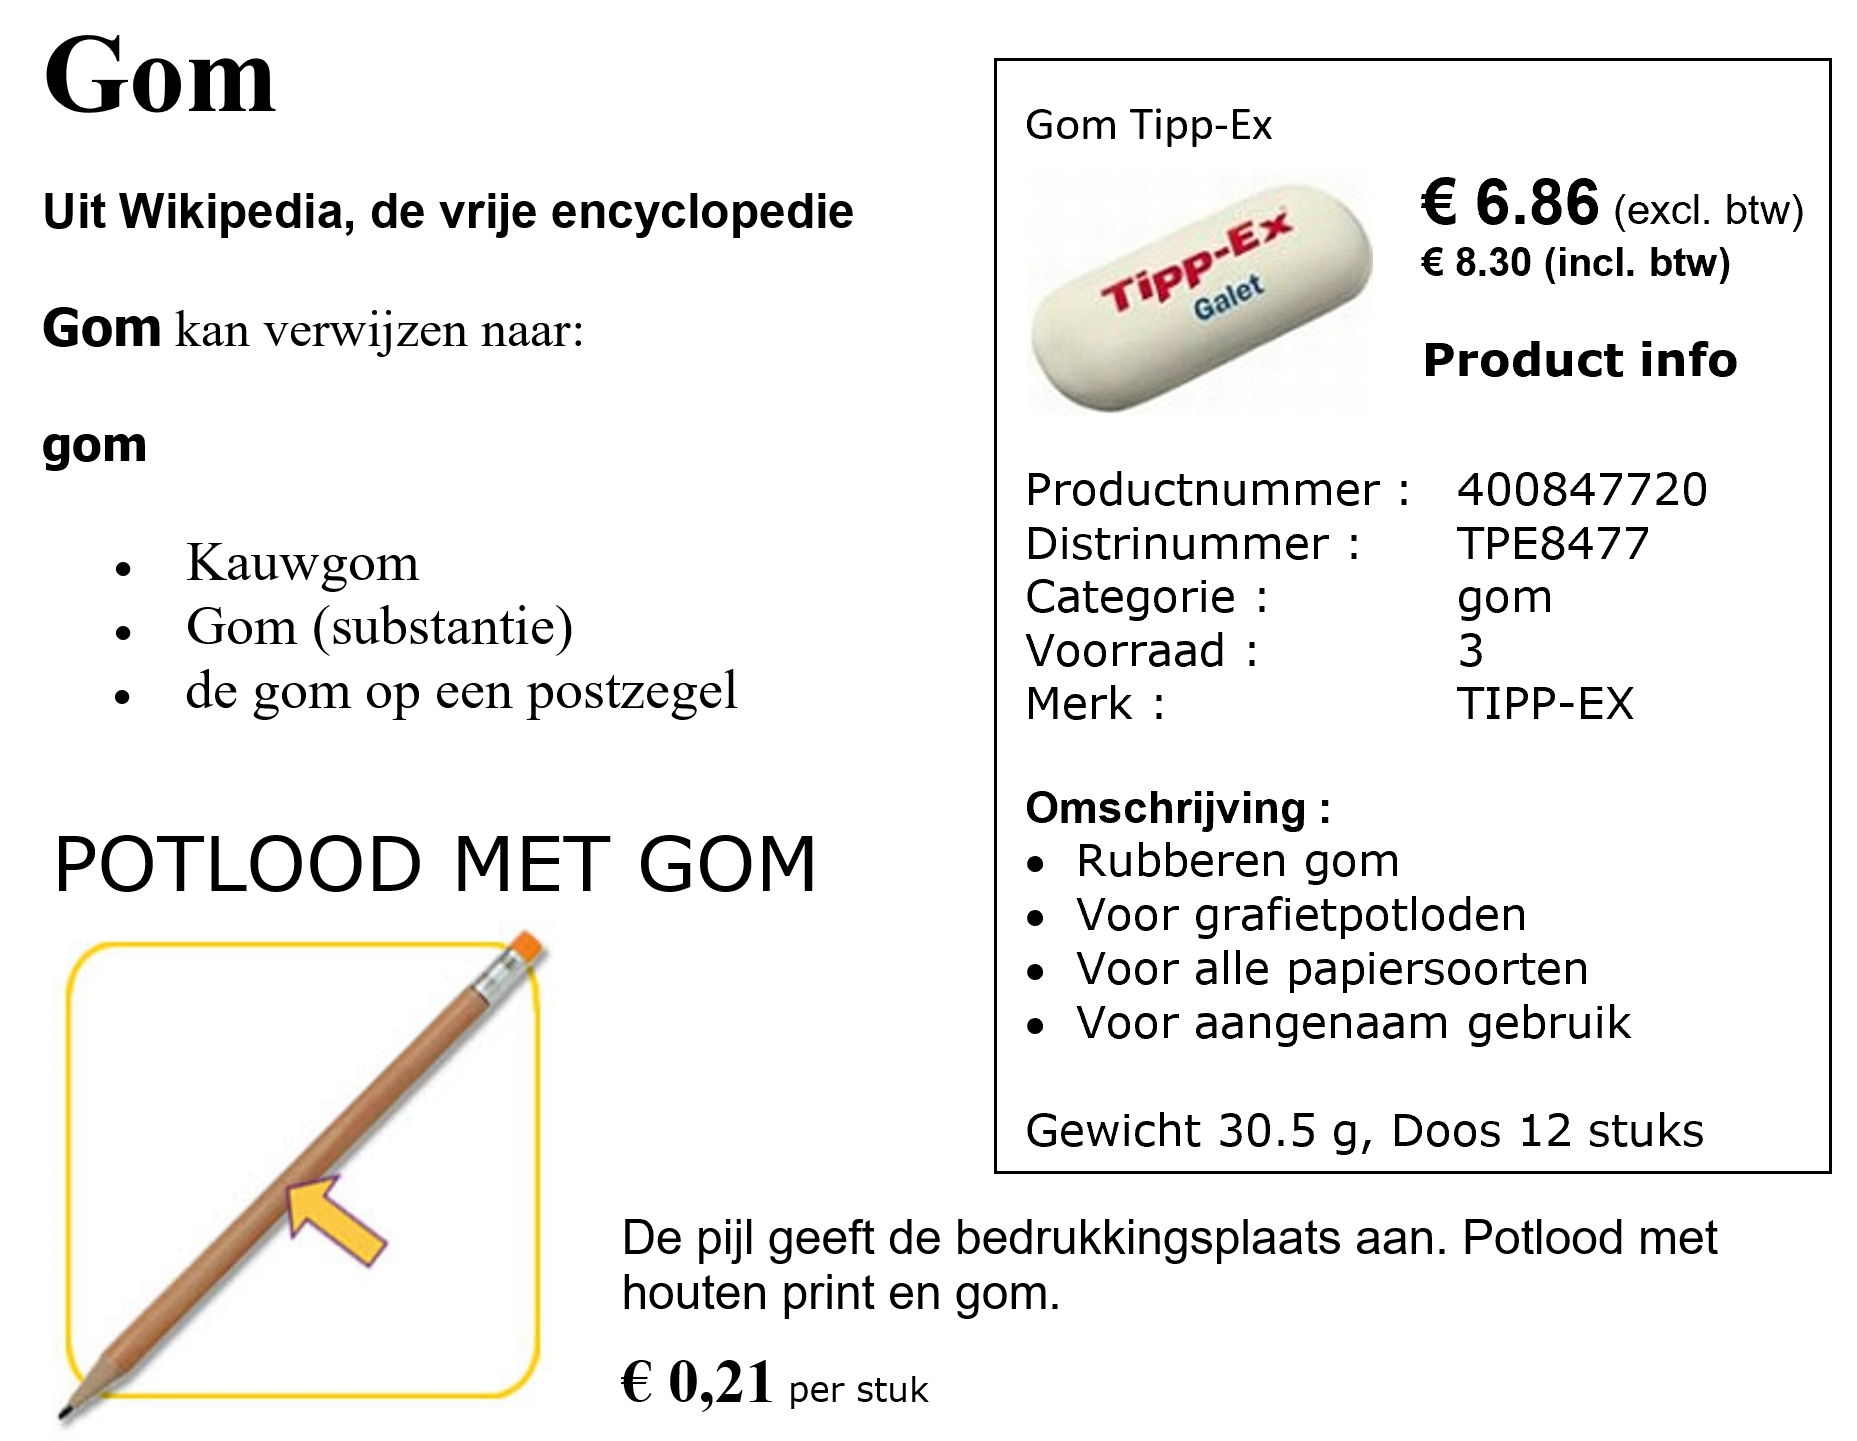 Gom
Uit Wikipedia, de vrije encyclopedie
Gom kan verwijzen naar:
gom
• Kauwgom
• Gom (substantie)
• de gom op een postzegel
POTLOOD MET GOM
Gom Tipp-Ex
Tipp-Ex
Galet
€ 6.86 (excl. btw)
€ 8.30 (incl. btw)
Product info
Productnummer : 400847720
Distrinummer : TPE8477
Categorie : gom
Voorraad : 3
Merk : TIPP-EX
Omschrijving :
• Rubberen gom
• Voor grafietpotloden
• Voor alle papiersoorten
• Voor aangenaam gebruik
Gewicht 30.5 g, Doos 12 stuks
De pijl geeft de bedrukkingsplaats aan. Potlood met
houten print en gom.
€ 0,21 per stuk